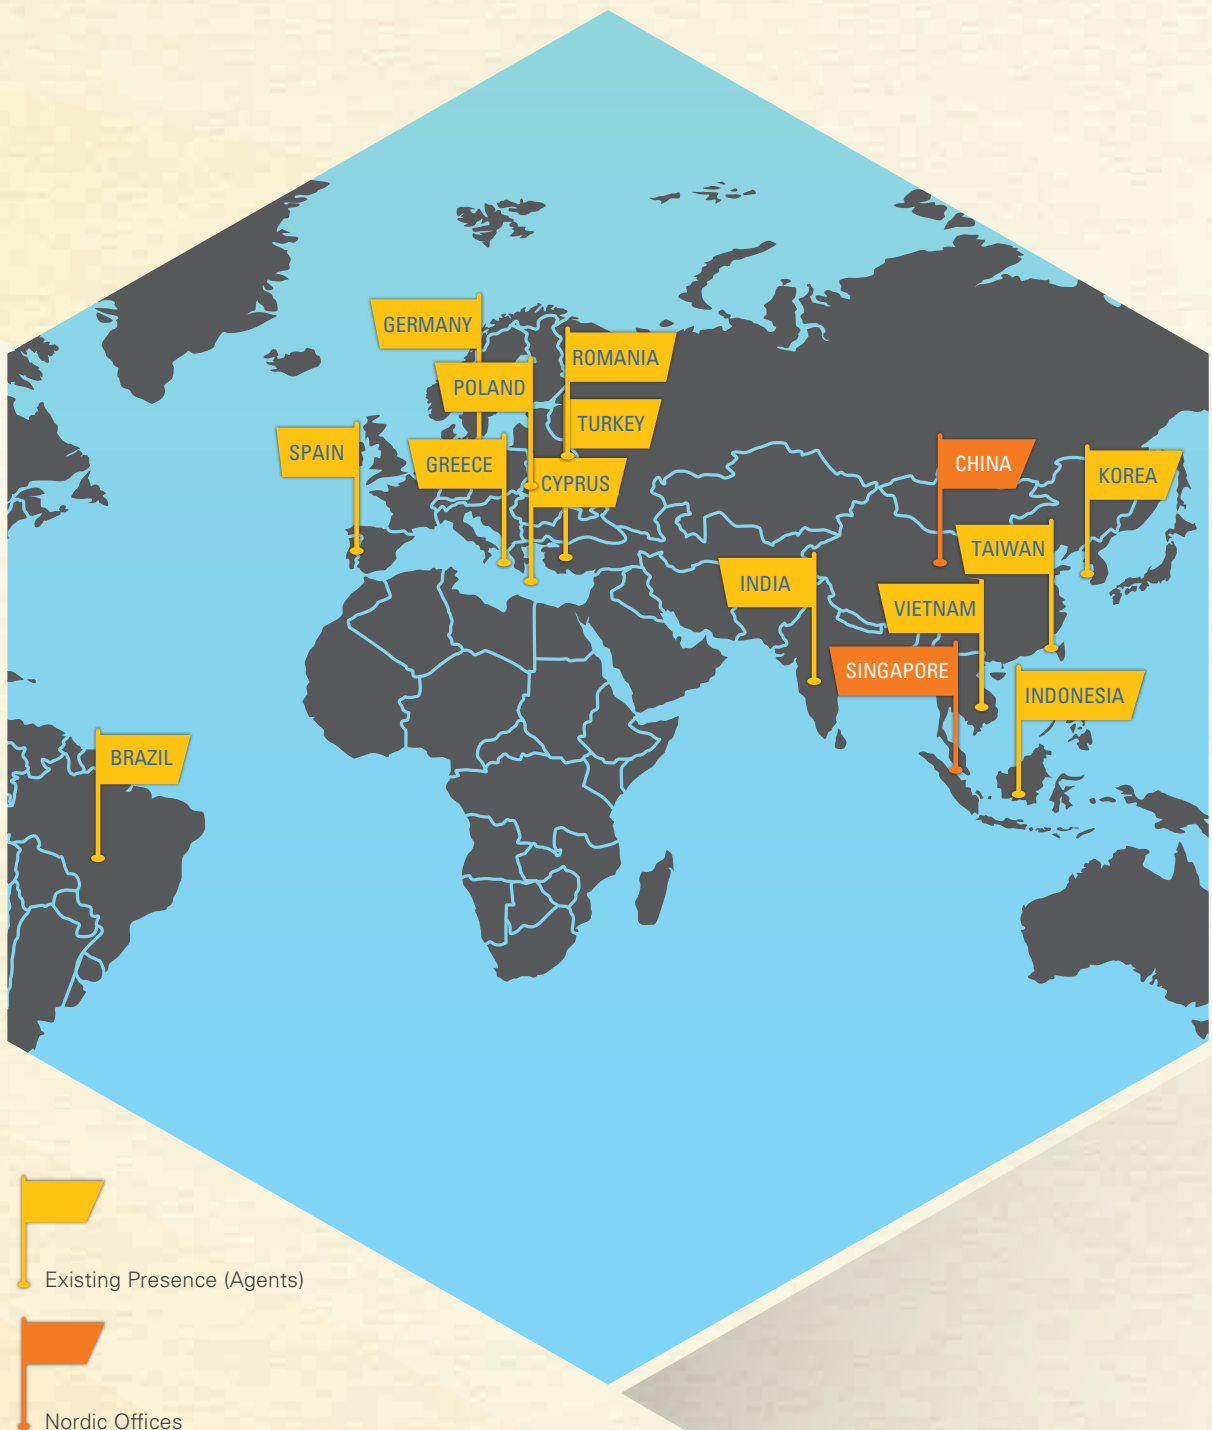 GERMANY
ROMANIA
POLAND
TURKEY
SPAIN
GREECE
CYPRUS
CHINA
KOREA
TAIWAN
INDIA
VIETNAM
SINGAPORE
INDONESIA
BRAZIL
Existing Presence (Agents)
Nordic Offices